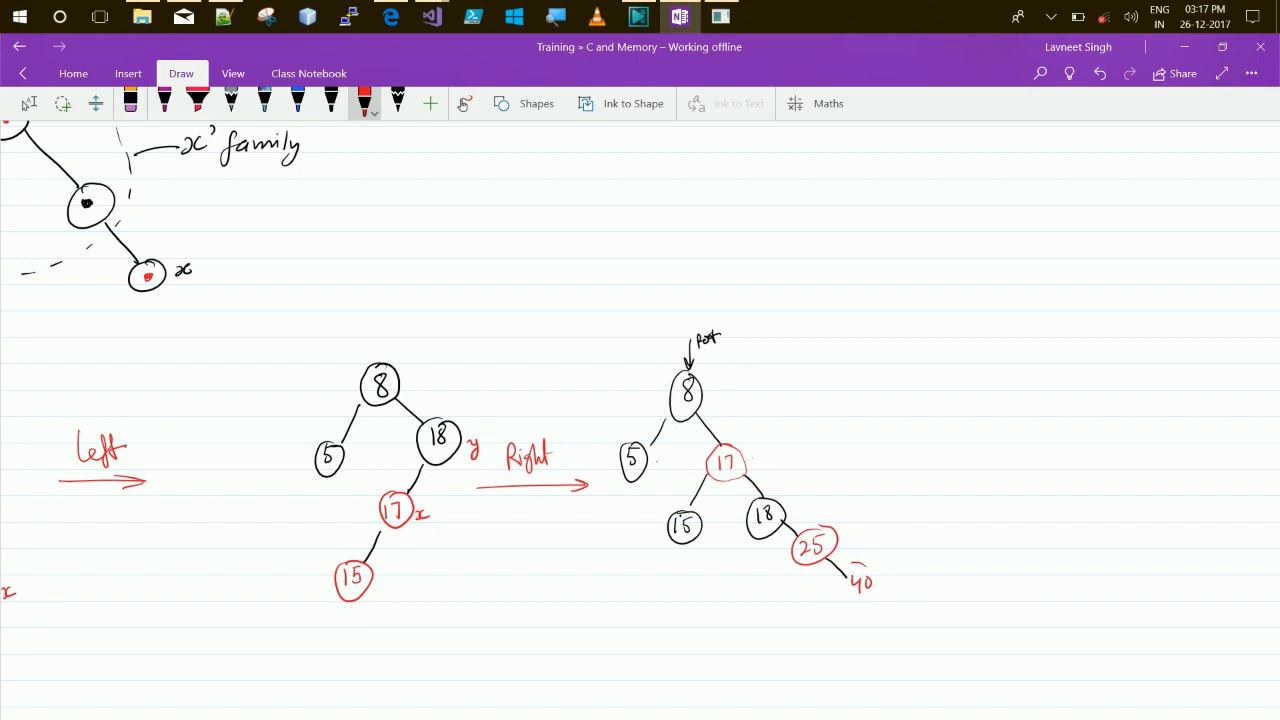 ENG
IN
03:17 PM
26-12-2017
Training » C and Memory – Working offline
Lavneet Singh
Home Insert Draw View Class Notebook
Share
Shapes
Ink to Shape
Ink to Text
Maths
x' family
x
Root
8
8
Left
5
18
y
Right
5
17
17
x
15
18
25
15
40
x